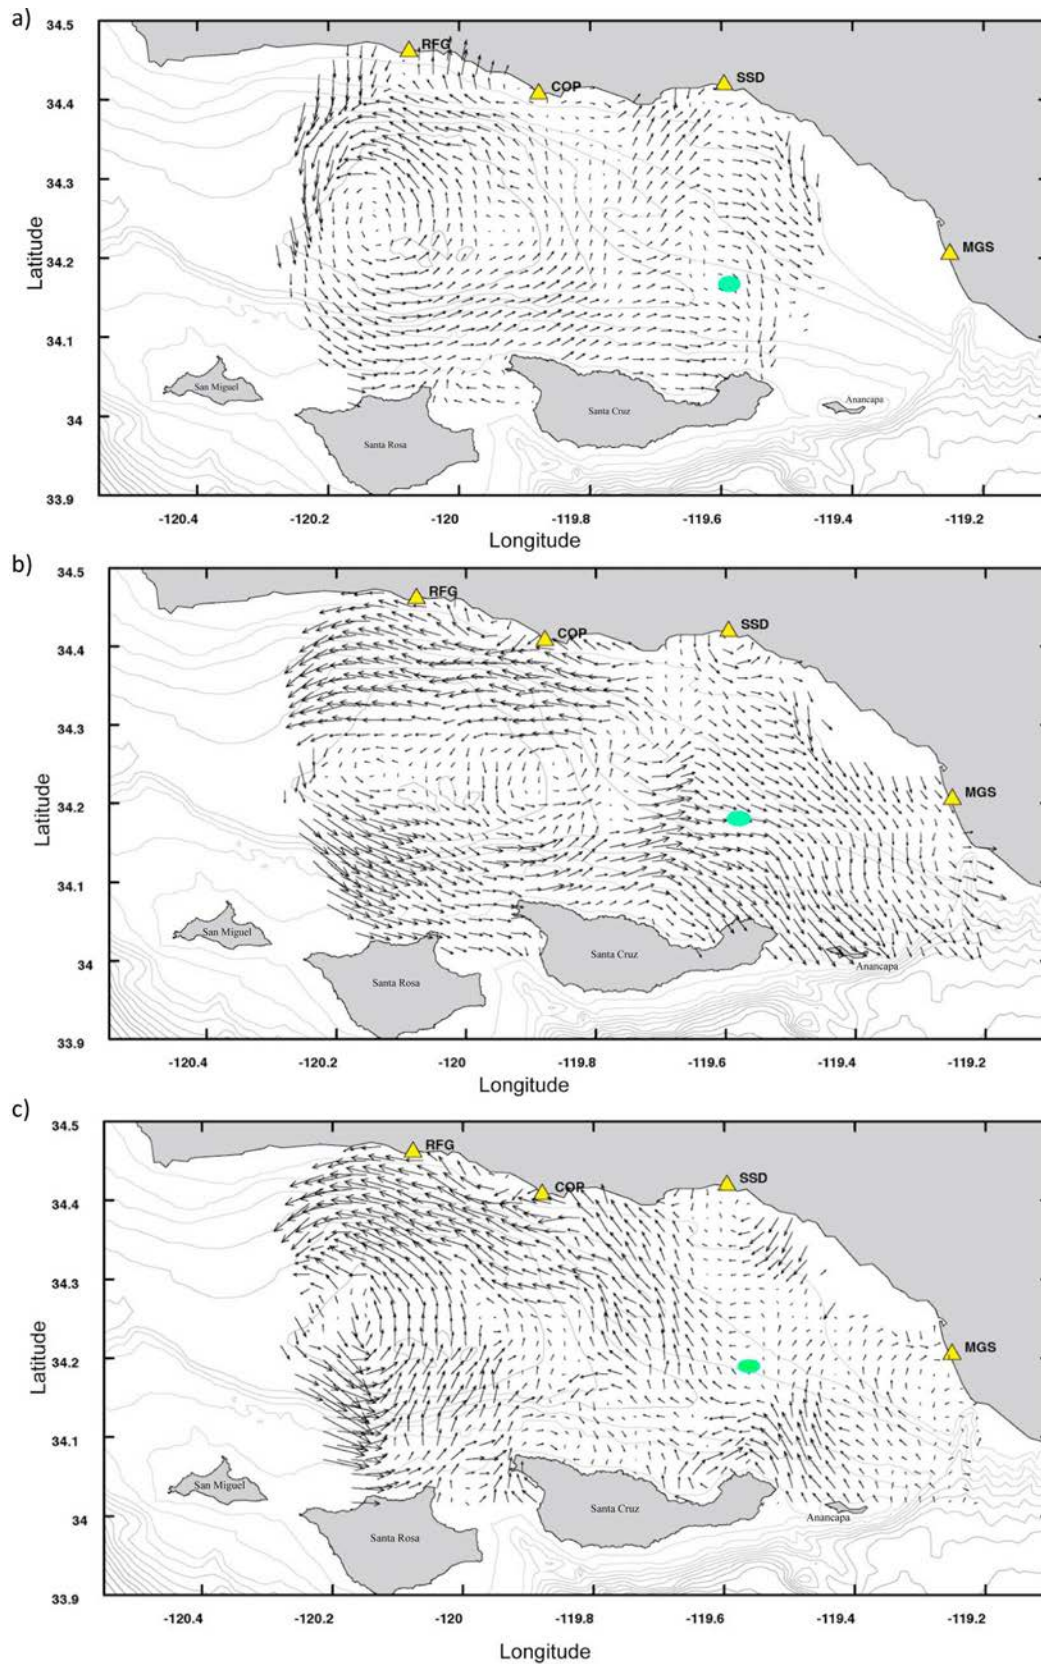 a)
34.5
RFG
SSD
COP
34.4
34.3
MGS
34.2
Latitude
34.1
San Miguel
Anancapa
Santa Cruz
34
Santa Rosa
33.9
-120.4 -120.2 -120 -119.8 -119.6 -119.4 -119.2
Longitude
b)
34.5
RFG
SSD
COP
34.4
34.3
MGS
34.2
Latitude
34.1
San Miguel
Santa Cruz
34
Anancapa
Santa Rosa
33.9
-120.4 -120.2 -120 -119.8 -119.6 -119.4 -119.2
Longitude
c)
34.5
RFG
SSD
COP
34.4
34.3
MGS
34.2
Latitude
34.1
San Miguel
Santa Cruz
34
Anancapa
Santa Rosa
33.9
-120.4 -120.2 -120 -119.8 -119.6 -119.4 -119.2
Longitude